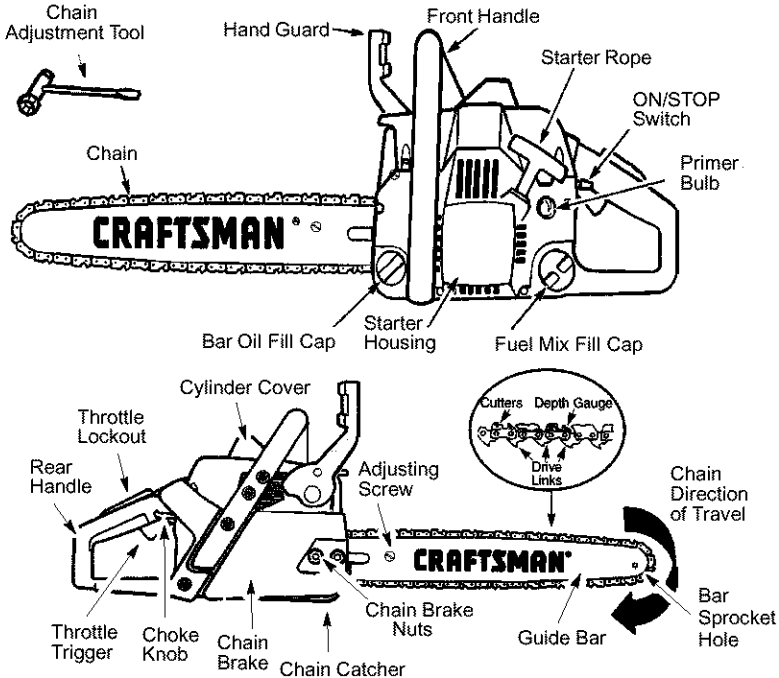 Chain
Adjustment Tool
Hand Guard
Front Handle
Starter Rope
ON/STOP
Switch
Primer
Bulb
Chain
CRAFTSMAN
Bar Oil Fill Cap
Starter
Housing
Fuel Mix Fill Cap
Cylinder Cover
Throttle
Lockout
Rear
Handle
Adjusting
Screw
Cutters
Depth Gauge
Drive
Links
Chain
Direction
of Travel
CRAFTSMAN
Throttle
Trigger
Choke
Knob
Chain
Brake
Chain Catcher
Chain Brake
Nuts
Guide Bar
Bar
Sprocket
Hole